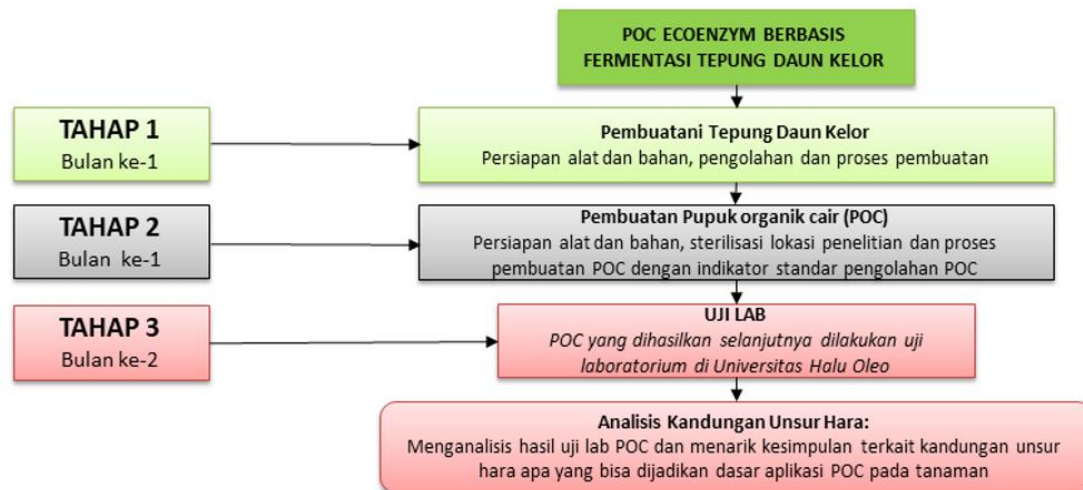 POC ECOENZYM BERBASIS
FERMENTASI TEPUNG DAUN KELOR
TAHAP 1
Bulan ke-1
Pembuatani Tepung Daun Kelor
Persiapan alat dan bahan, pengolahan dan proses pembuatan
TAHAP 2
Bulan ke-1
Pembuatan Pupuk organik cair (POC)
Persiapan alat dan bahan, sterilisasi lokasi penelitian dan proses
pembuatan POC dengan indikator standar pengolahan POC
TAHAP 3
Bulan ke-2
UJI LAB
POC yang dihasilkan selanjutnya dilakukan uji
laboratorium di Universitas Halu Oleo
Analisis Kandungan Unsur Hara:
Menganalisis hasil uji lab POC dan menarik kesimpulan terkait kandungan unsur
hara apa yang bisa dijadikan dasar aplikasi POC pada tanaman